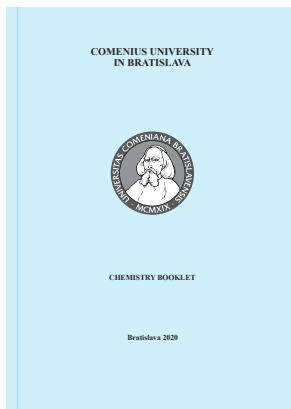 COMENIUS UNIVERSITY
IN BRATISLAVA
UNIVERSITAS COMENIANA BRATISLAVENSIS
· MCMXIX ·
CHEMISTRY BOOKLET
Bratislava 2020